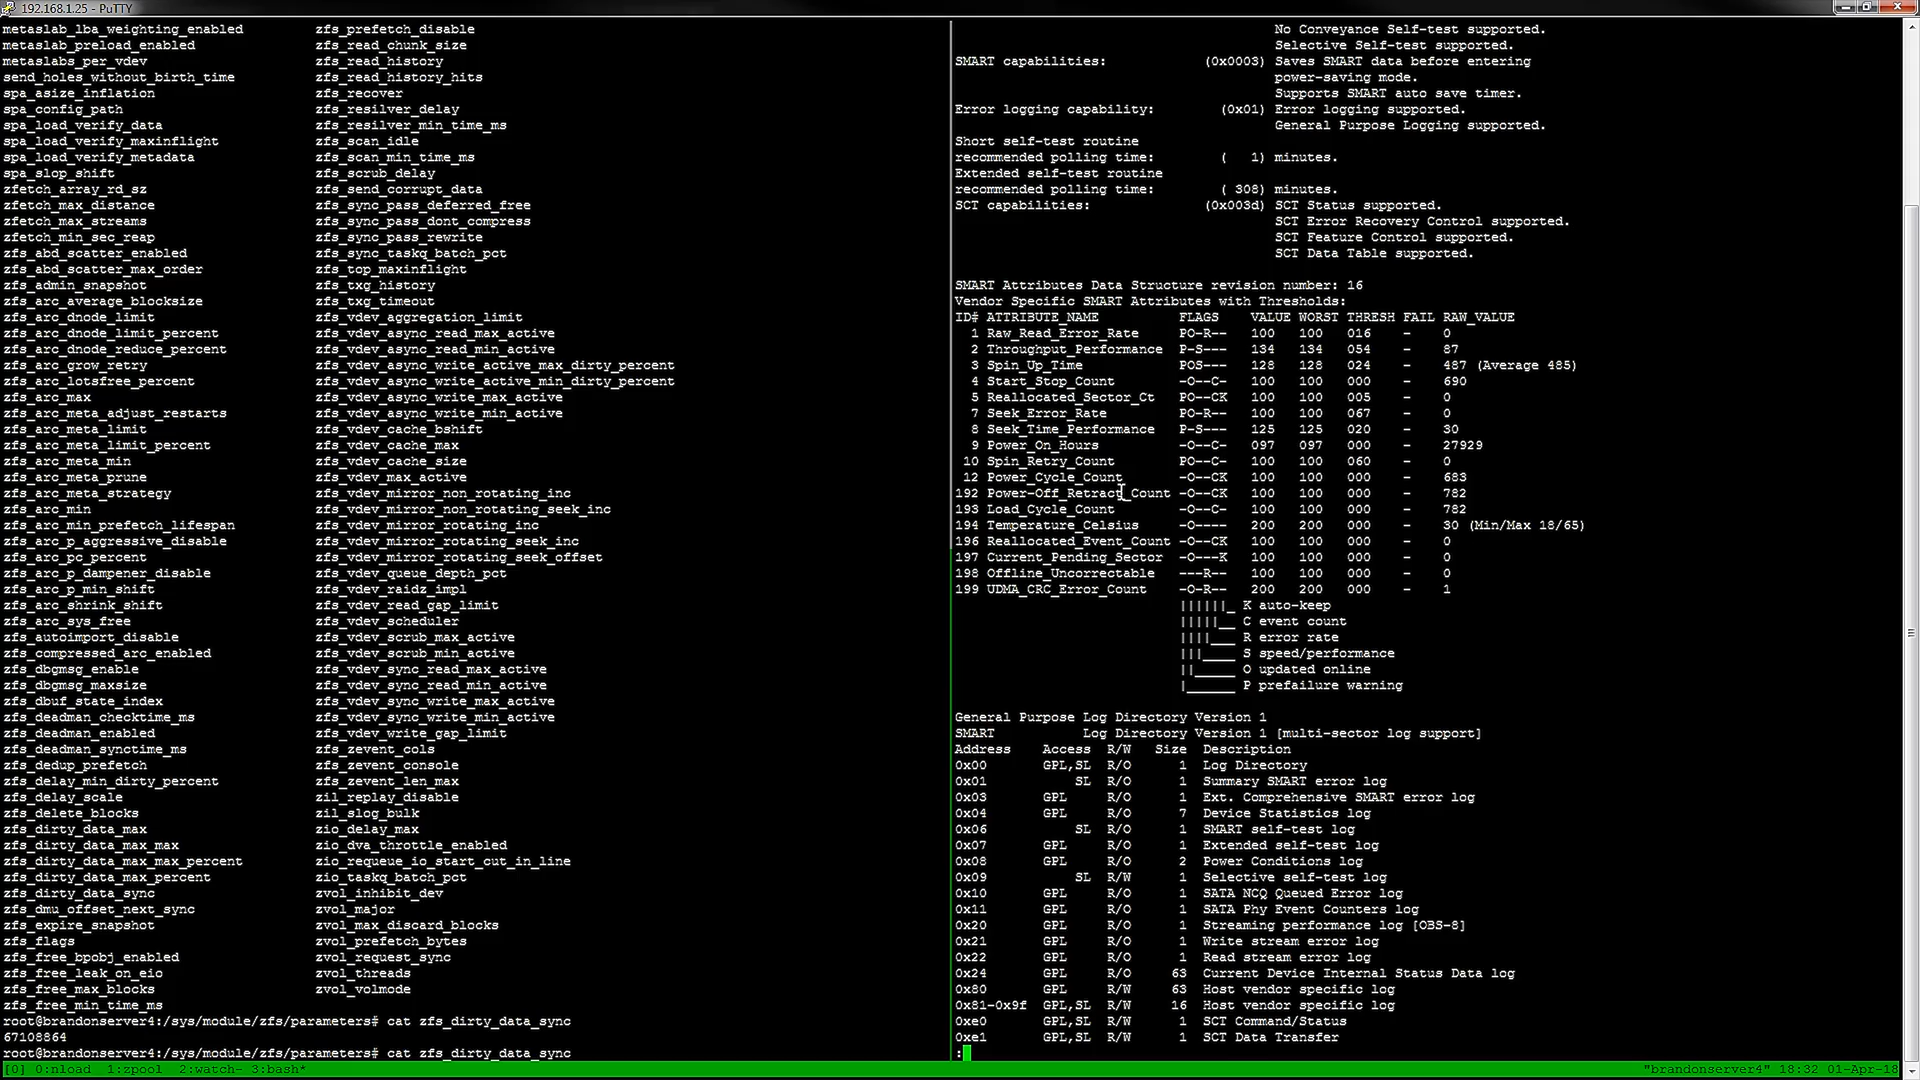 192.168.1.25 - PuTTY
metaslab_lba_weighting_enabled zfs_prefetch_disable
metaslab_preload_enabled zfs_read_chunk_size
metaslabs_per_vdev zfs_read_history
send_holes_without_birth_time zfs_read_history_hits
spa_asize_inflation zfs_recover
spa_config_path zfs_resilver_delay
spa_load_verify_data zfs_resilver_min_time_ms
spa_load_verify_maxinflight zfs_scan_idle
spa_load_verify_metadata zfs_scan_min_time_ms
spa_slop_shift zfs_scrub_delay
zfetch_array_rd_sz zfs_send_corrupt_data
zfetch_max_distance zfs_sync_pass_deferred_free
zfetch_max_streams zfs_sync_pass_dont_compress
zfetch_min_sec_reap zfs_sync_pass_rewrite
zfs_abd_scatter_enabled zfs_sync_taskq_batch_pct
zfs_abd_scatter_max_order zfs_top_maxinflight
zfs_admin_snapshot zfs_txg_history
zfs_arc_average_blocksize zfs_txg_timeout
zfs_arc_dnode_limit zfs_vdev_aggregation_limit
zfs_arc_dnode_limit_percent zfs_vdev_async_read_max_active
zfs_arc_dnode_reduce_percent zfs_vdev_async_read_min_active
zfs_arc_grow_retry zfs_vdev_async_write_active_max_dirty_percent
zfs_arc_lotsfree_percent zfs_vdev_async_write_active_min_dirty_percent
zfs_arc_max zfs_vdev_async_write_max_active
zfs_arc_meta_adjust_restarts zfs_vdev_async_write_min_active
zfs_arc_meta_limit zfs_vdev_cache_bshift
zfs_arc_meta_limit_percent zfs_vdev_cache_max
zfs_arc_meta_min zfs_vdev_cache_size
zfs_arc_meta_prune zfs_vdev_max_active
zfs_arc_meta_strategy zfs_vdev_mirror_non_rotating_inc
zfs_arc_min zfs_vdev_mirror_non_rotating_seek_inc
zfs_arc_min_prefetch_lifespan zfs_vdev_mirror_rotating_inc
zfs_arc_p_aggressive_disable zfs_vdev_mirror_rotating_seek_inc
zfs_arc_pc_percent zfs_vdev_mirror_rotating_seek_offset
zfs_arc_p_dampener_disable zfs_vdev_queue_depth_pct
zfs_arc_p_min_shift zfs_vdev_raidz_impl
zfs_arc_shrink_shift zfs_vdev_read_gap_limit
zfs_arc_sys_free zfs_vdev_scheduler
zfs_autoimport_disable zfs_vdev_scrub_max_active
zfs_compressed_arc_enabled zfs_vdev_scrub_min_active
zfs_dbgmsg_enable zfs_vdev_sync_read_max_active
zfs_dbgmsg_maxsize zfs_vdev_sync_read_min_active
zfs_dbuf_state_index zfs_vdev_sync_write_max_active
zfs_deadman_checktime_ms zfs_vdev_sync_write_min_active
zfs_deadman_enabled zfs_vdev_write_gap_limit
zfs_deadman_synctime_ms zfs_zevent_cols
zfs_dedup_prefetch zfs_zevent_console
zfs_delay_min_dirty_percent zfs_zevent_len_max
zfs_delay_scale zil_replay_disable
zfs_delete_blocks zil_slog_bulk
zfs_dirty_data_max zio_delay_max
zfs_dirty_data_max_max zio_dva_throttle_enabled
zfs_dirty_data_max_max_percent zio_requeue_io_start_cut_in_line
zfs_dirty_data_max_percent zio_taskq_batch_pct
zfs_dirty_data_sync zvol_inhibit_dev
zfs_dmu_offset_next_sync zvol_major
zfs_expire_snapshot zvol_max_discard_blocks
zfs_flags zvol_prefetch_bytes
zfs_free_bpobj_enabled zvol_request_sync
zfs_free_leak_on_eio zvol_threads
zfs_free_max_blocks zvol_volmode
zfs_free_min_time_ms
root@brandonserver4:/sys/module/zfs/parameters# cat zfs_dirty_data_sync
67108864
root@brandonserver4:/sys/module/zfs/parameters# cat zfs_dirty_data_sync
No Conveyance Self-test supported.
Selective Self-test supported.
SMART capabilities: (0x0003) Saves SMART data before entering
power-saving mode.
Supports SMART auto save timer.
Error logging capability: (0x01) Error logging supported.
General Purpose Logging supported.
Short self-test routine
recommended polling time: ( 1) minutes.
Extended self-test routine
recommended polling time: ( 308) minutes.
SCT capabilities: (0x003d) SCT Status supported.
SCT Error Recovery Control supported.
SCT Feature Control supported.
SCT Data Table supported.
SMART Attributes Data Structure revision number: 16
Vendor Specific SMART Attributes with Thresholds:
ID# ATTRIBUTE_NAME FLAGS VALUE WORST THRESH FAIL RAW_VALUE
1 Raw_Read_Error_Rate PO-R-- 100 100 016 - 0
2 Throughput_Performance P-S--- 134 134 054 - 87
3 Spin_Up_Time POS--- 128 128 024 - 487 (Average 485)
4 Start_Stop_Count -O--C- 100 100 000 - 690
5 Reallocated_Sector_Ct PO--CK 100 100 005 - 0
7 Seek_Error_Rate PO-R-- 100 100 067 - 0
8 Seek_Time_Performance P-S--- 125 125 020 - 30
9 Power_On_Hours -O--C- 097 097 000 - 27929
10 Spin_Retry_Count PO--C- 100 100 060 - 0
12 Power_Cycle_Count -O--CK 100 100 000 - 683
192 Power-Off_Retract_Count -O--CK 100 100 000 - 782
193 Load_Cycle_Count -O--C- 100 100 000 - 782
194 Temperature_Celsius -O---- 200 200 000 - 30 (Min/Max 18/65)
196 Reallocated_Event_Count -O--CK 100 100 000 - 0
197 Current_Pending_Sector -O---K 100 100 000 - 0
198 Offline_Uncorrectable ---R-- 100 100 000 - 0
199 UDMA_CRC_Error_Count -O-R-- 200 200 000 - 1
||||||_ K auto-keep
|||||__ C event count
||||___ R error rate
|||____ S speed/performance
||_____ O updated online
|______ P prefailure warning
General Purpose Log Directory Version 1
SMART Log Directory Version 1 [multi-sector log support]
Address Access R/W Size Description
0x00 GPL,SL R/O 1 Log Directory
0x01 SL R/O 1 Summary SMART error log
0x03 GPL R/O 1 Ext. Comprehensive SMART error log
0x04 GPL R/O 7 Device Statistics log
0x06 SL R/O 1 SMART self-test log
0x07 GPL R/O 1 Extended self-test log
0x08 GPL R/O 2 Power Conditions log
0x09 SL R/W 1 Selective self-test log
0x10 GPL R/O 1 SATA NCQ Queued Error log
0x11 GPL R/O 1 SATA Phy Event Counters log
0x20 GPL R/O 1 Streaming performance log [OBS-8]
0x21 GPL R/O 1 Write stream error log
0x22 GPL R/O 1 Read stream error log
0x24 GPL R/O 63 Current Device Internal Status Data log
0x80 GPL R/W 63 Host vendor specific log
0x81-0x9f GPL,SL R/W 16 Host vendor specific log
0xe0 GPL,SL R/W 1 SCT Command/Status
0xe1 GPL,SL R/W 1 SCT Data Transfer
:
[0] 0:nload 1:zpool 2:watch- 3:bash* "brandonserver4" 18:32 01-Apr-18